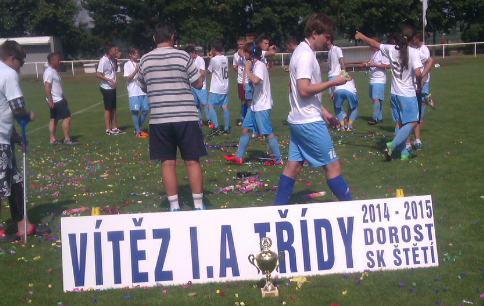 VÍTĚZ I.A TŘÍDY
2014 - 2015
DOROST
SK ŠTĚTÍ